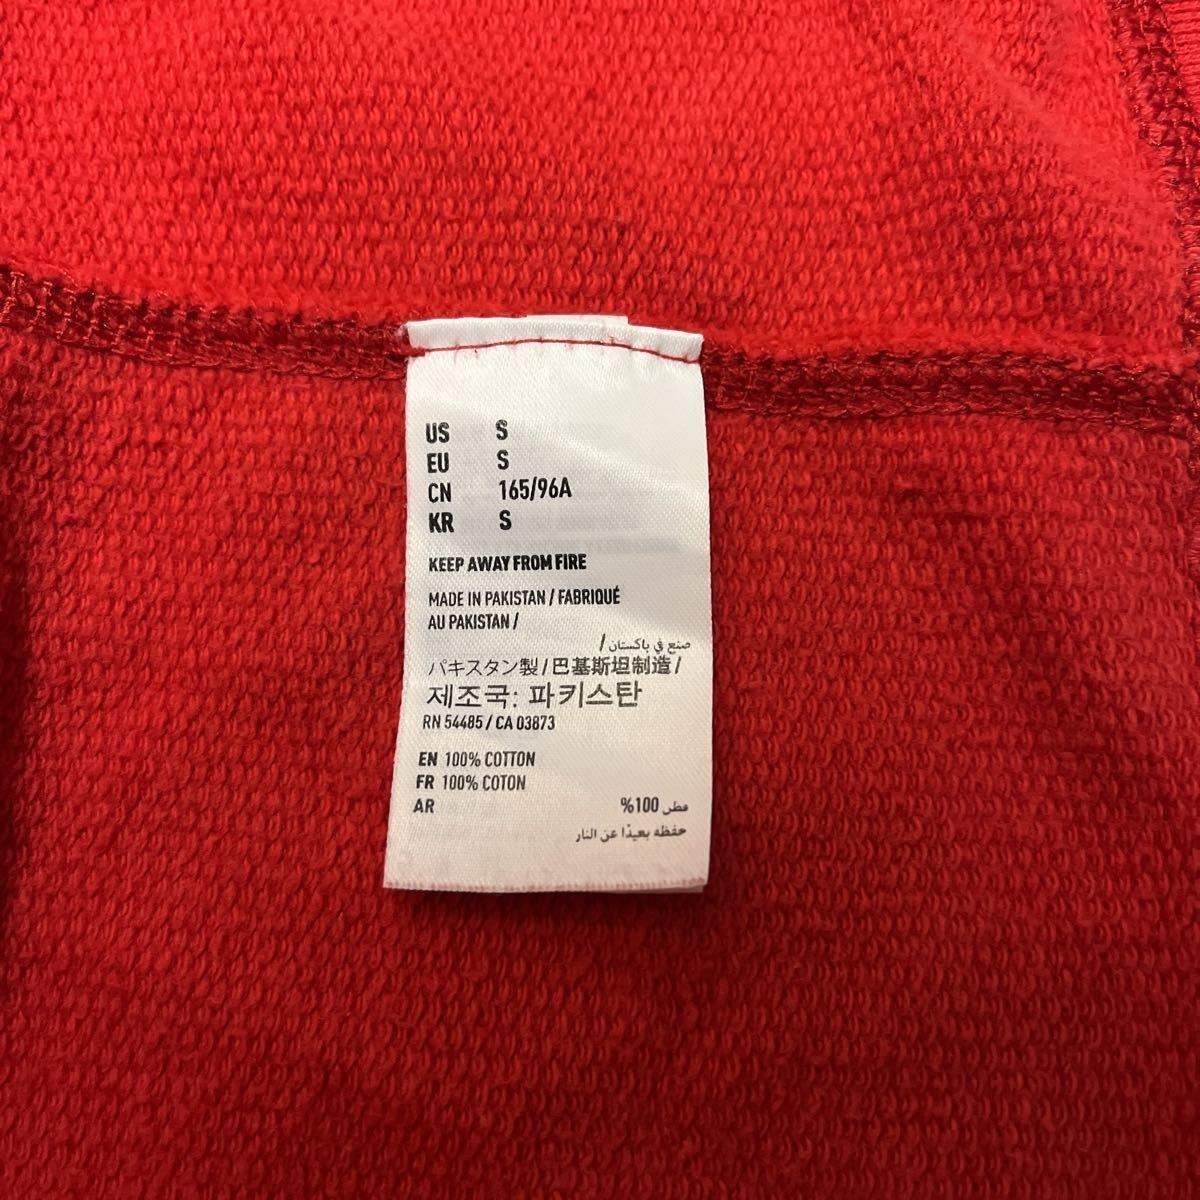 US S
EU S
CN 165/96A
KR S
KEEP AWAY FROM FIRE
MADE IN PAKISTAN / FABRIQUÉ
AU PAKISTAN /
صنع في باكستان /
パキスタン製 / 巴基斯坦制造 /
제조국: 파키스탄
RN 54485 / CA 03873
EN 100% COTTON
FR 100% COTON
AR %100 قطن
حفظه بعيدًا عن النار